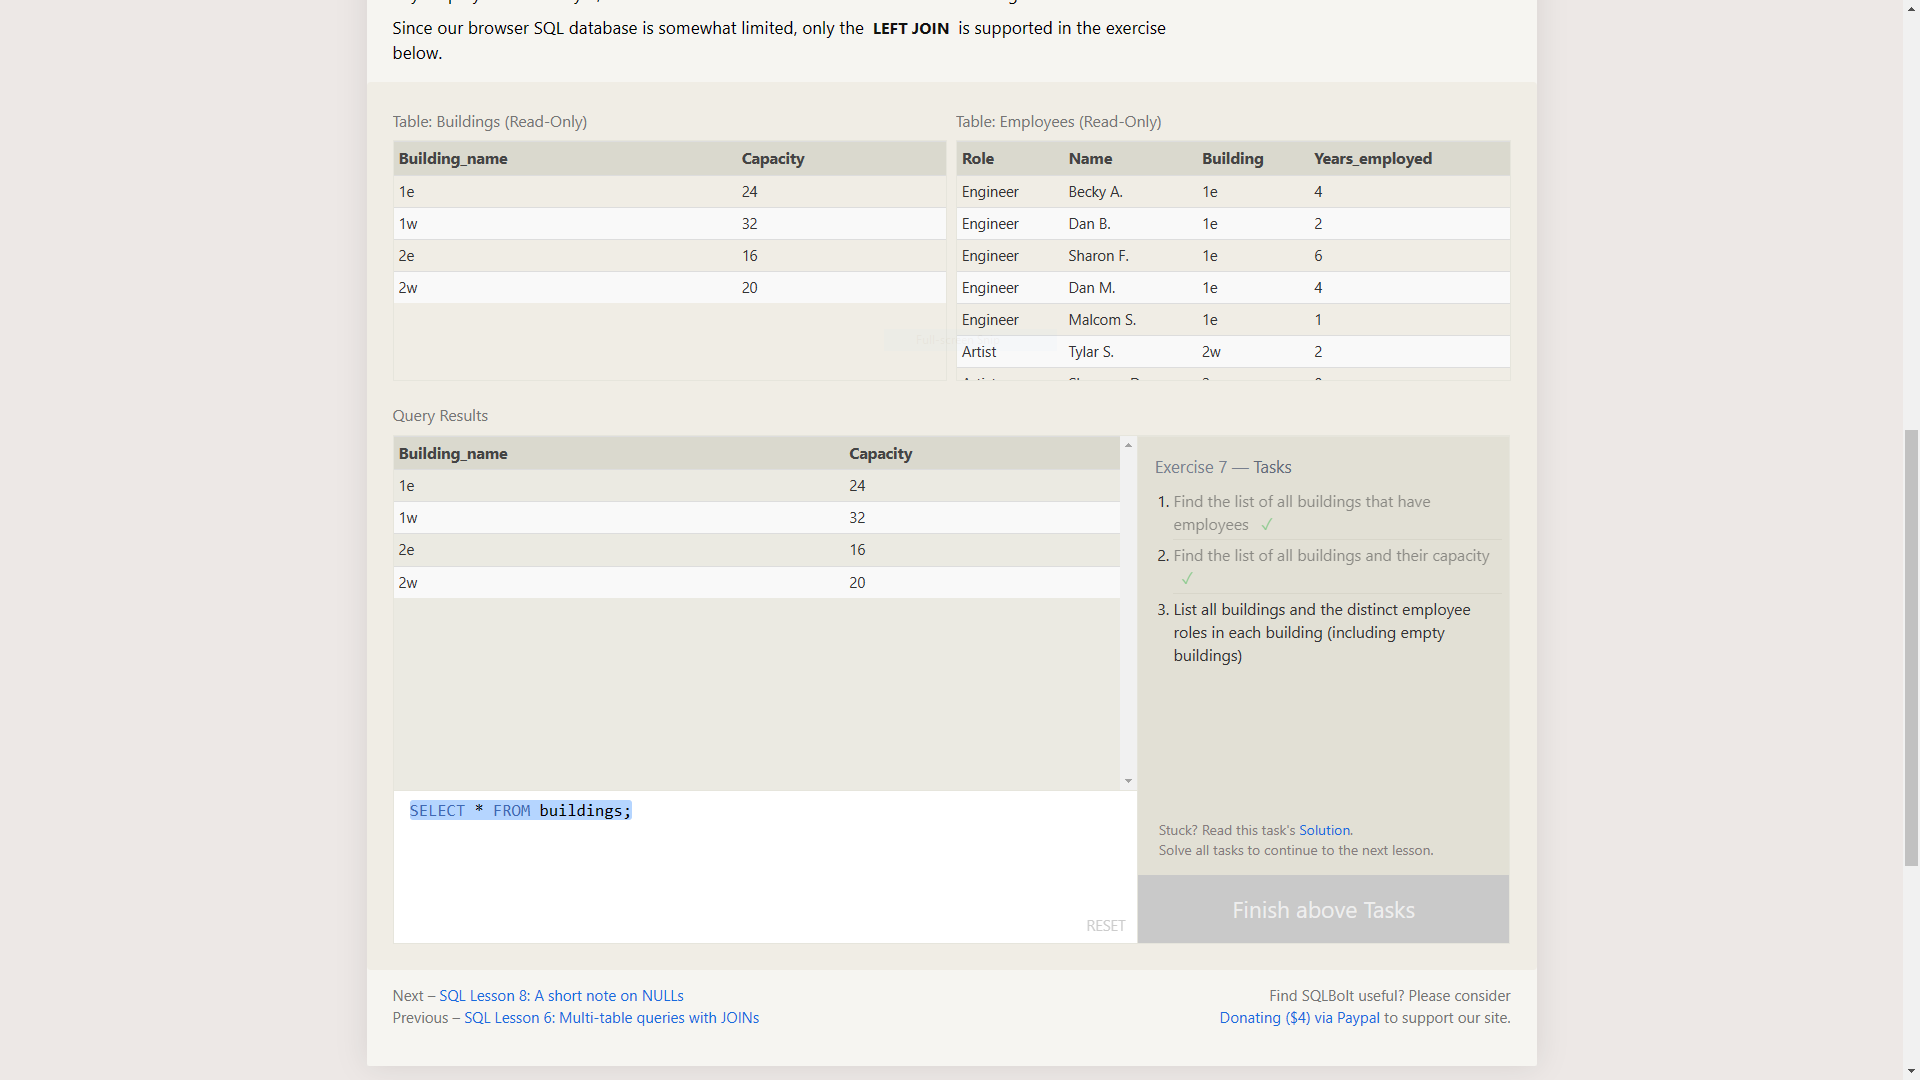 Since our browser SQL database is somewhat limited, only the LEFT JOIN is supported in the exercise
below.
Table: Buildings (Read-Only)
Building_name Capacity
1e 24
1w 32
2e 16
2w 20
Table: Employees (Read-Only)
Role Name Building Years_employed
Engineer Becky A. 1e 4
Engineer Dan B. 1e 2
Engineer Sharon F. 1e 6
Engineer Dan M. 1e 4
Engineer Malcom S. 1e 1
Artist Tylar S. 2w 2
Query Results
Building_name Capacity
1e 24
1w 32
2e 16
2w 20
SELECT * FROM buildings;
RESET
Exercise 7 — Tasks
1. Find the list of all buildings that have
employees ✓
2. Find the list of all buildings and their capacity
✓
3. List all buildings and the distinct employee
roles in each building (including empty
buildings)
Stuck? Read this task's Solution.
Solve all tasks to continue to the next lesson.
Finish above Tasks
Next – SQL Lesson 8: A short note on NULLs
Previous – SQL Lesson 6: Multi-table queries with JOINs
Find SQLBolt useful? Please consider
Donating ($4) via Paypal to support our site.